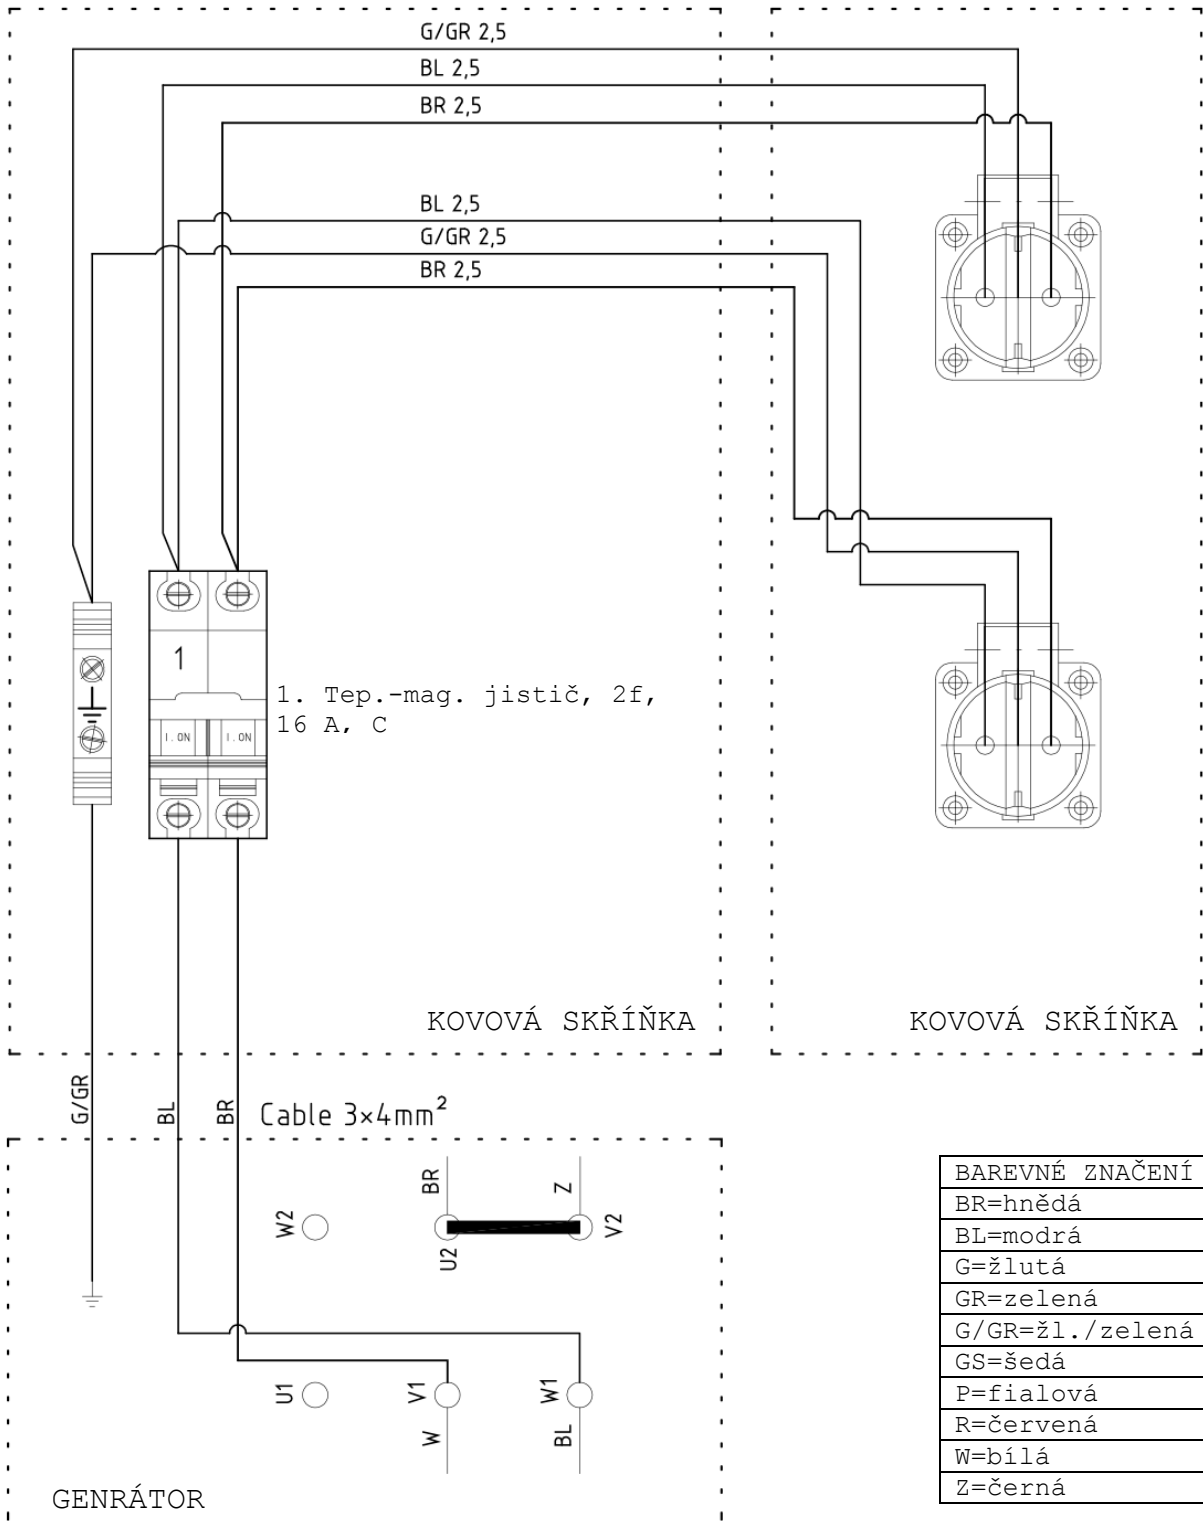 G/GR 2,5
BL 2,5
BR 2,5
BL 2,5
G/GR 2,5
BR 2,5
1
1. Tep.-mag. jistič, 2f,
16 A, C
I. ON
I. ON
KOVOVÁ SKŘÍŇKA
KOVOVÁ SKŘÍŇKA
G/GR
BL
BR
Cable 3×4mm²
BR
Z
W2
U2
V2
U1
V1
W1
W
BL
GENRÁTOR
BAREVNÉ ZNAČENÍ
BR=hnědá
BL=modrá
G=žlutá
GR=zelená
G/GR=žl./zelená
GS=šedá
P=fialová
R=červená
W=bílá
Z=černá